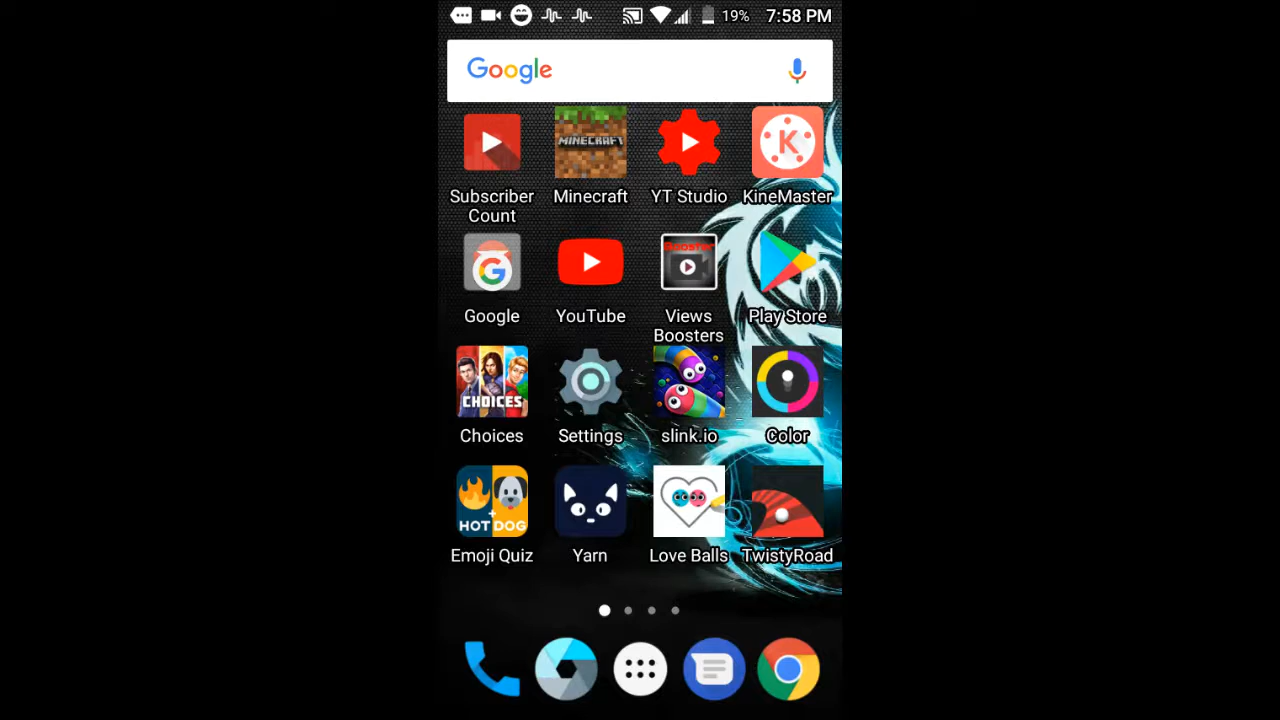 19% 7:58 PM
Google
MINECRAFT
K
Subscriber Count
Minecraft
YT Studio
KineMaster
Booster
G
Google
YouTube
Views Boosters
Play Store
CHOICES
Choices
Settings
slink.io
Color
+
HOT DOG
Emoji Quiz
Yarn
Love Balls
TwistyRoad